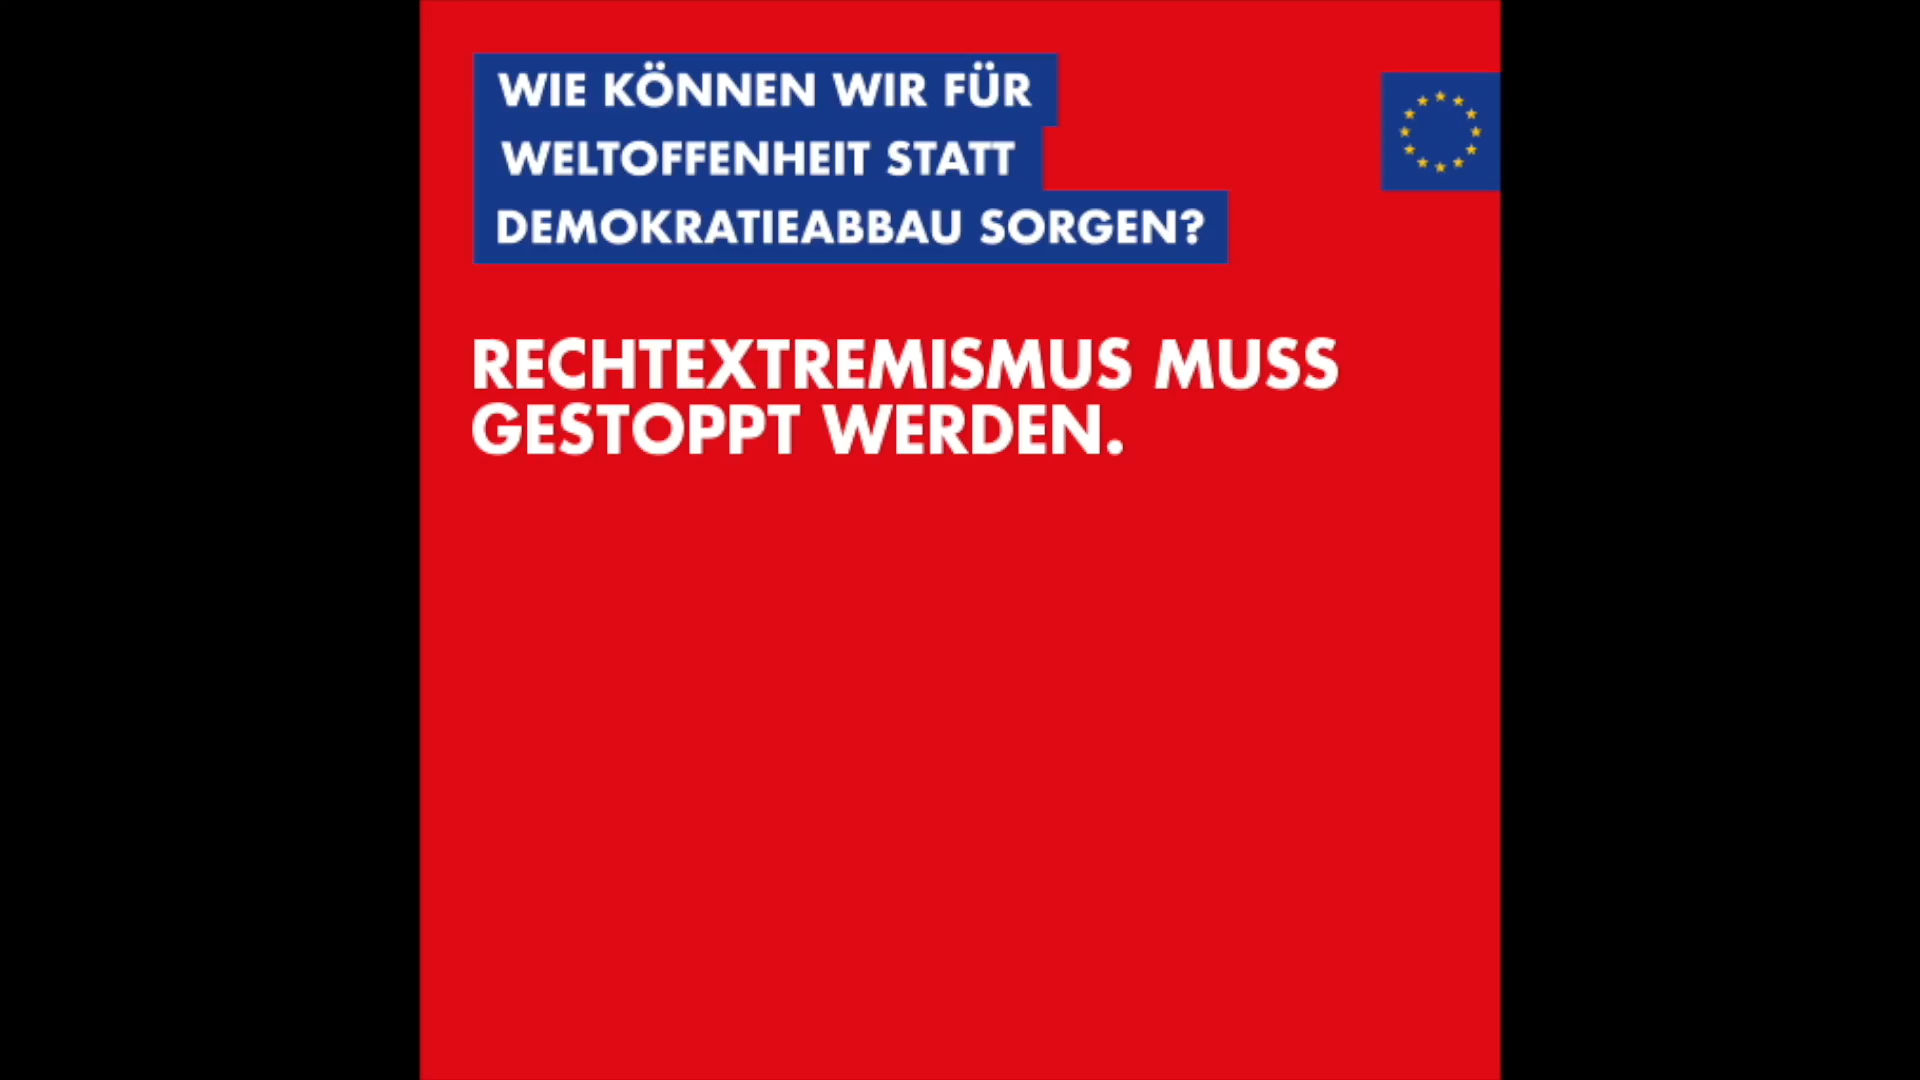 WIE KÖNNEN WIR FÜR
WELTOFFENHEIT STATT
DEMOKRATIEABBAU SORGEN?
RECHTEXTREMISMUS MUSS
GESTOPPT WERDEN.